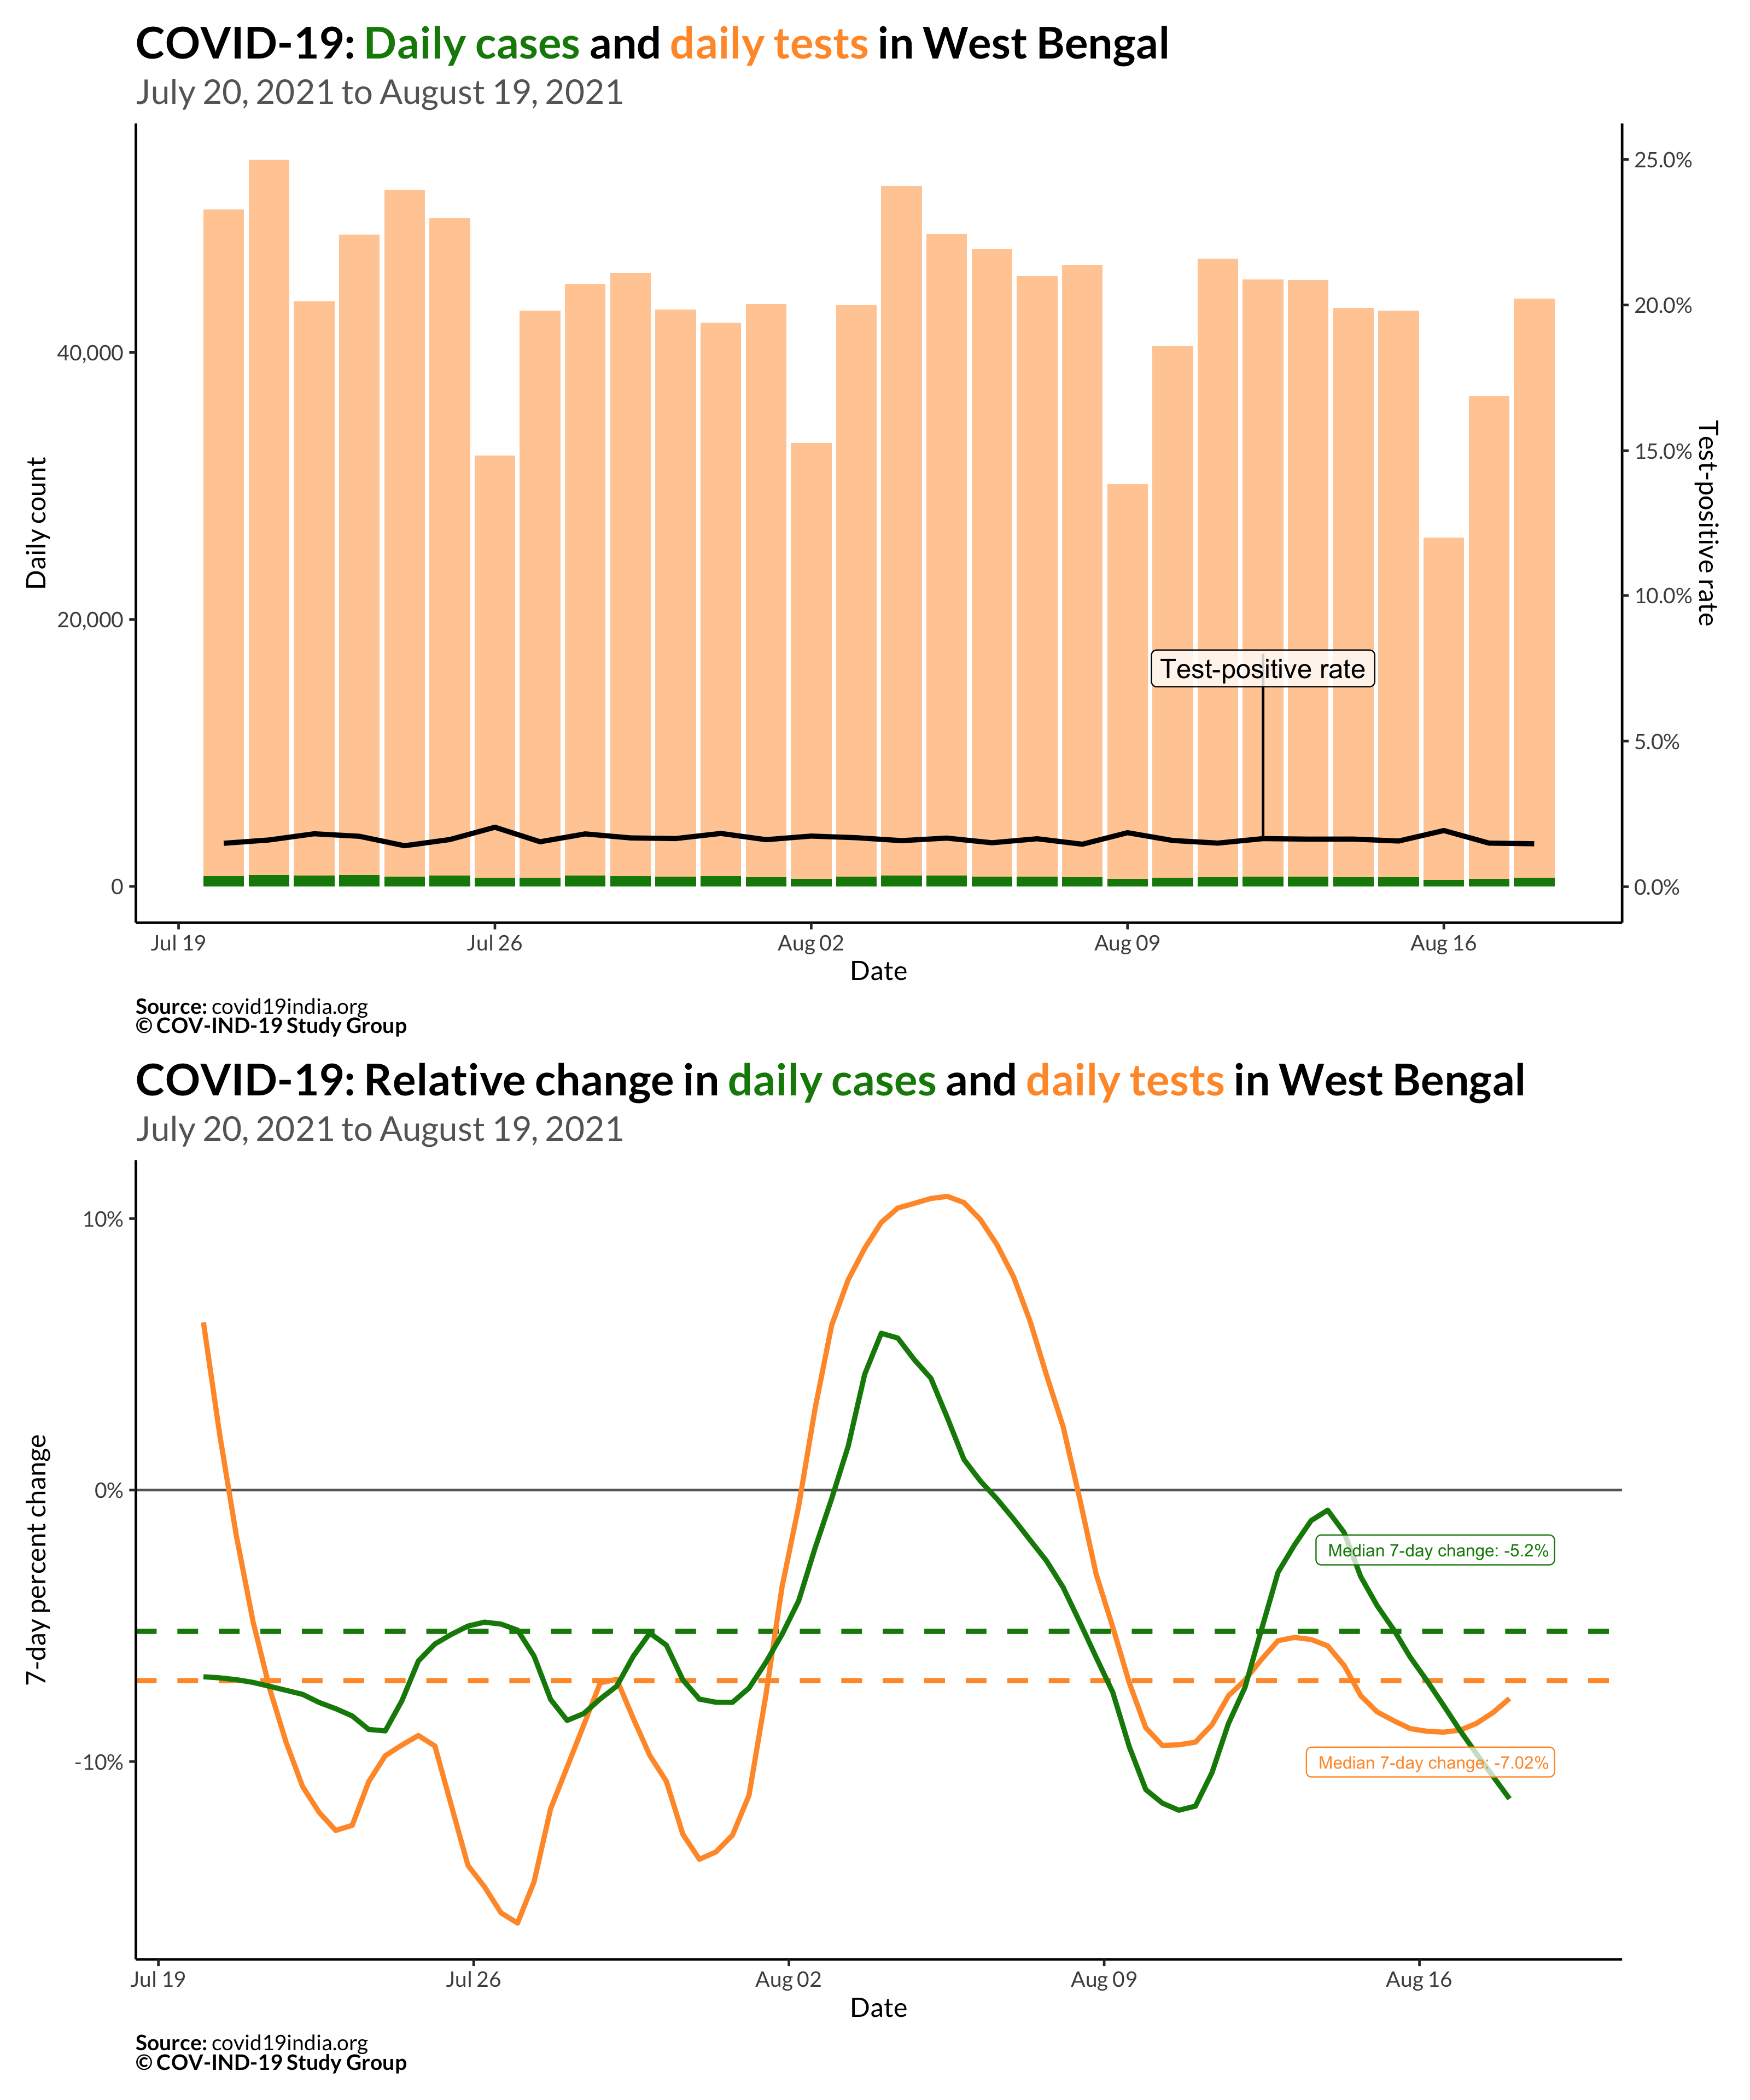 COVID-19: Daily cases and daily tests in West Bengal
July 20, 2021 to August 19, 2021
Daily count
40,000
20,000
0
25.0%
20.0%
15.0%
10.0%
5.0%
0.0%
Test-positive rate
Test-positive rate
Jul 19
Jul 26
Aug 02
Aug 09
Aug 16
Date
Source: covid19india.org
© COV-IND-19 Study Group
COVID-19: Relative change in daily cases and daily tests in West Bengal
July 20, 2021 to August 19, 2021
7-day percent change
10%
0%
-10%
Median 7-day change: -5.2%
Median 7-day change: -7.02%
Jul 19
Jul 26
Aug 02
Aug 09
Aug 16
Date
Source: covid19india.org
© COV-IND-19 Study Group